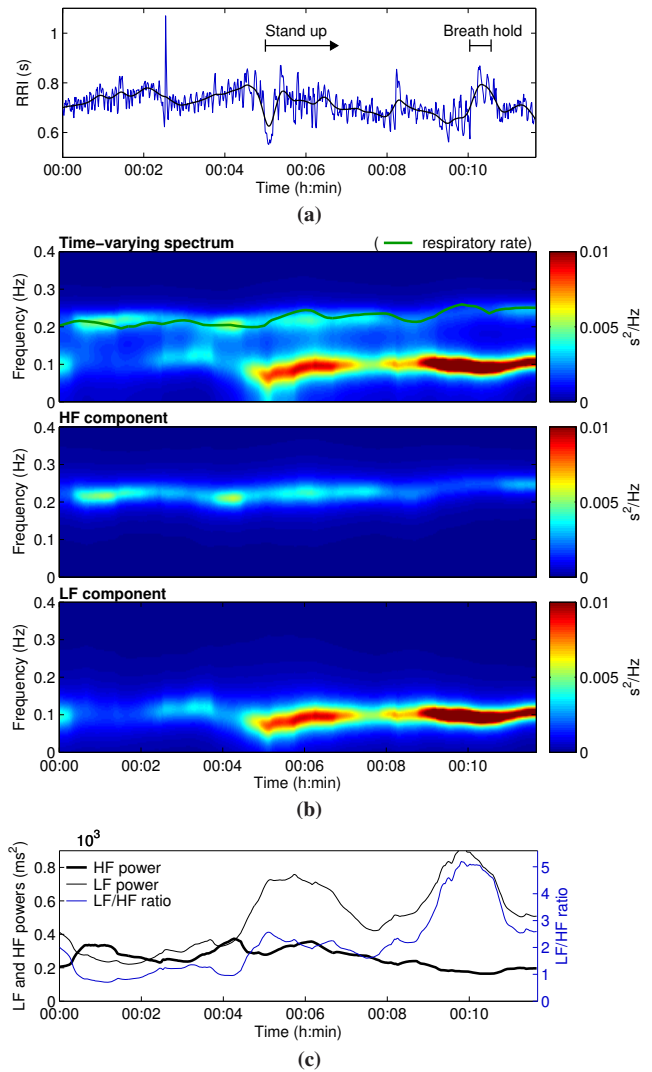 1
0.8
0.6
RRI (s)
Stand up
Breath hold
00:00 00:02 00:04 00:06 00:08 00:10
Time (h:min)
(a)
Time−varying spectrum
( respiratory rate)
0.4
0.3
0.2
0.1
0
Frequency (Hz)
0.01
0.005
0
s²/Hz
HF component
0.4
0.3
0.2
0.1
0
Frequency (Hz)
0.01
0.005
0
s²/Hz
LF component
0.4
0.3
0.2
0.1
0
Frequency (Hz)
0.01
0.005
0
s²/Hz
00:00 00:02 00:04 00:06 00:08 00:10
Time (h:min)
(b)
10³
0.8
0.6
0.4
0.2
0.0
LF and HF powers (ms²)
HF power
LF power
LF/HF ratio
5
4
3
2
1
0
LF/HF ratio
00:00 00:02 00:04 00:06 00:08 00:10
Time (h:min)
(c)